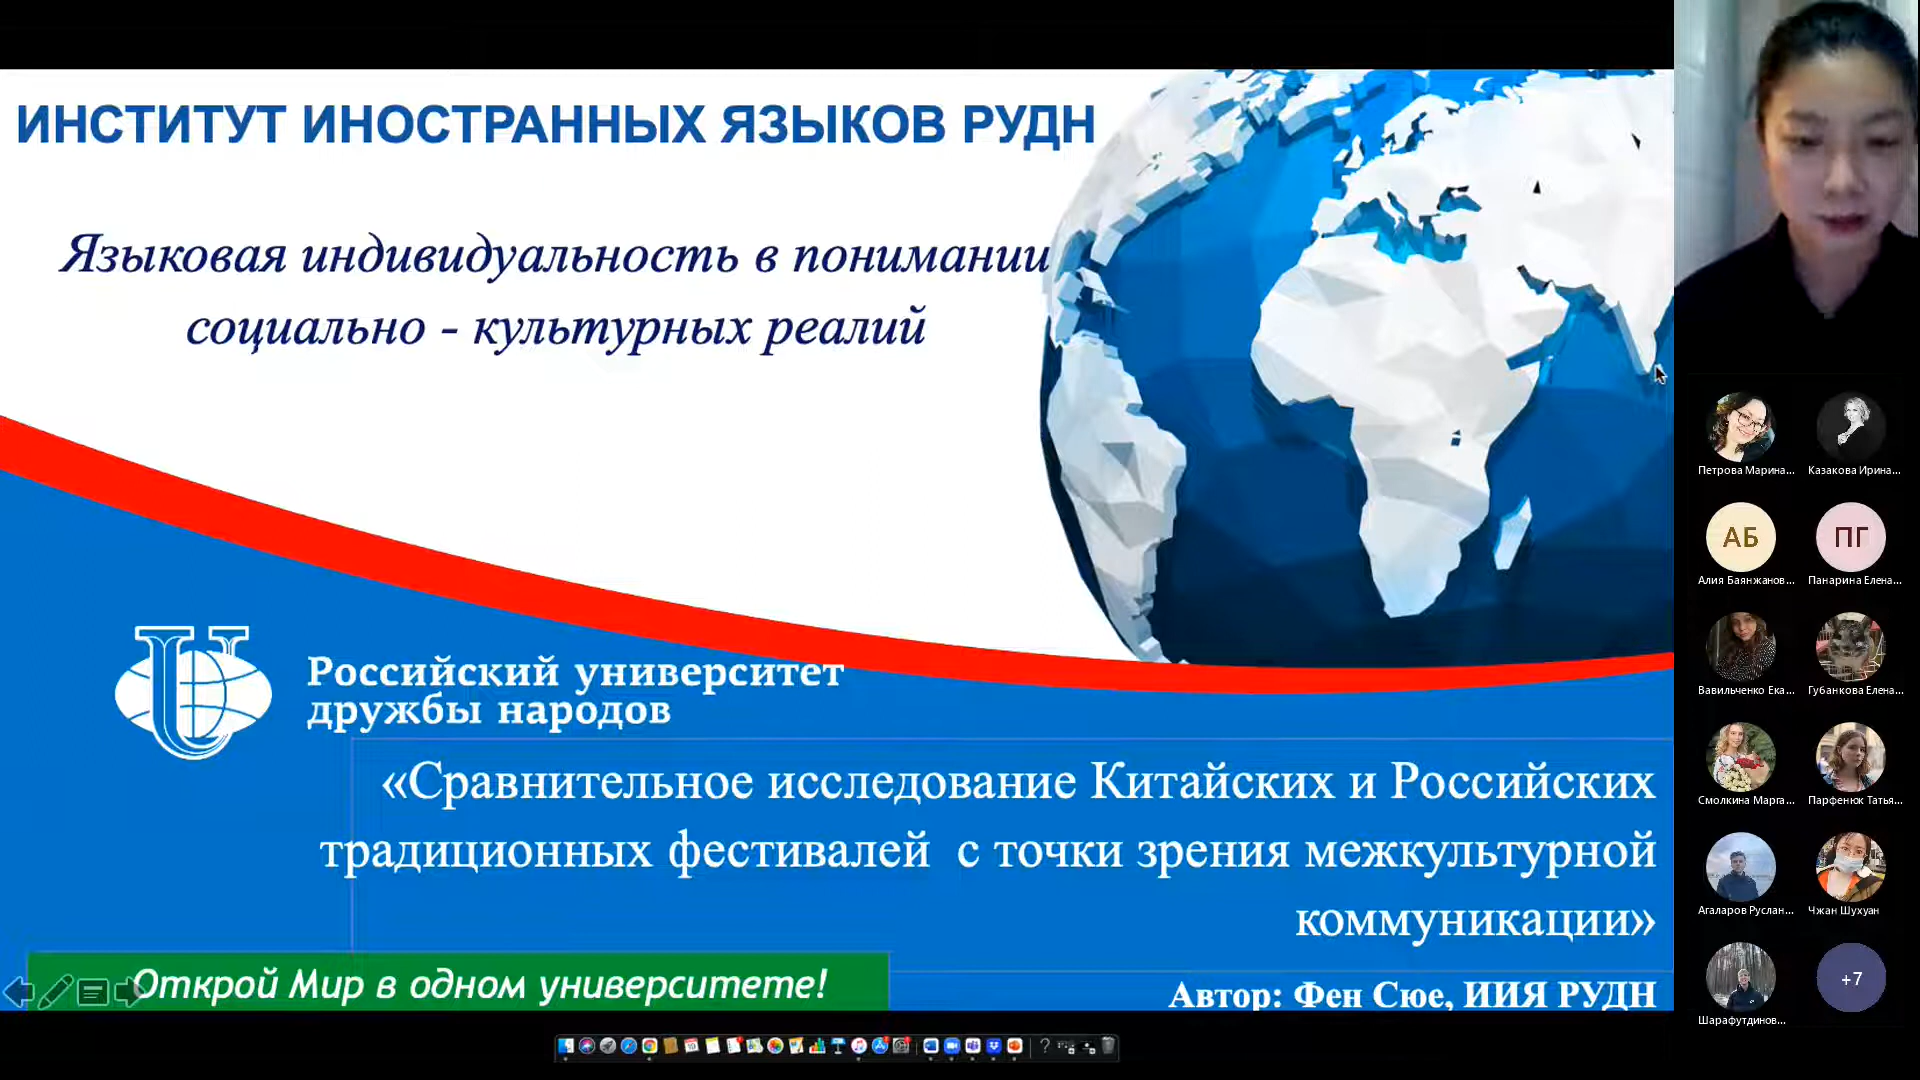 ИНСТИТУТ ИНОСТРАННЫХ ЯЗЫКОВ РУДН
Языковая индивидуальность в понимании
социально - культурных реалий
Российский университет
дружбы народов
«Сравнительное исследование Китайских и Российских
традиционных фестивалей с точки зрения межкультурной
коммуникации»
Открой Мир в одном университете!
Автор: Фен Сюе, ИИЯ РУДН
Петрова Марина...
Казакова Ирина...
АБ
ПГ
Алия Баянжанов...
Панарина Елена...
Вавильченко Ека...
Губанкова Елена...
Смолкина Марга...
Парфенюк Татья...
Агаларов Руслан...
Чжан Шухуан
+7
Шарафутдинов...